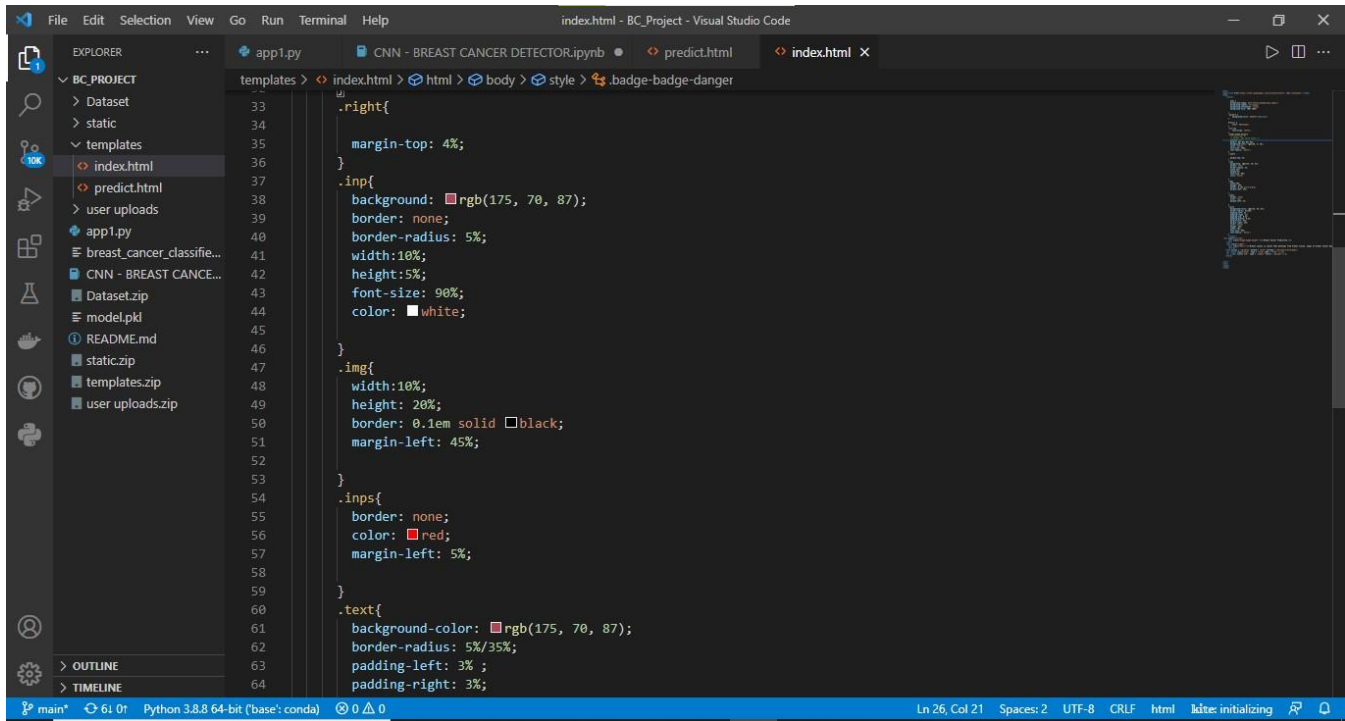 File Edit Selection View Go Run Terminal Help
index.html - BC_Project - Visual Studio Code
EXPLORER
BC_PROJECT
> Dataset
> static
templates
<> index.html
<> predict.html
> user uploads
app1.py
breast_cancer_classifie...
CNN - BREAST CANCE...
Dataset.zip
model.pkl
README.md
static.zip
templates.zip
user uploads.zip
> OUTLINE
> TIMELINE
1
10K
app1.py CNN - BREAST CANCER DETECTOR.ipynb ● <> predict.html <> index.html ×
templates > <> index.html > html > body > style > .badge-badge-danger
33 .right{
34
35 margin-top: 4%;
36 }
37 .inp{
38 background: rgb(175, 70, 87);
39 border: none;
40 border-radius: 5%;
41 width:10%;
42 height:5%;
43 font-size: 90%;
44 color: white;
45
46 }
47 .img{
48 width:10%;
49 height: 20%;
50 border: 0.1em solid black;
51 margin-left: 45%;
52
53 }
54 .inps{
55 border: none;
56 color: red;
57 margin-left: 5%;
58
59 }
60 .text{
61 background-color: rgb(175, 70, 87);
62 border-radius: 5%/35%;
63 padding-left: 3% ;
64 padding-right: 3%;
main* 6↓ 0↑ Python 3.8.8 64-bit ('base': conda) 0 0 Ln 26, Col 21 Spaces: 2 UTF-8 CRLF html kite: initializing